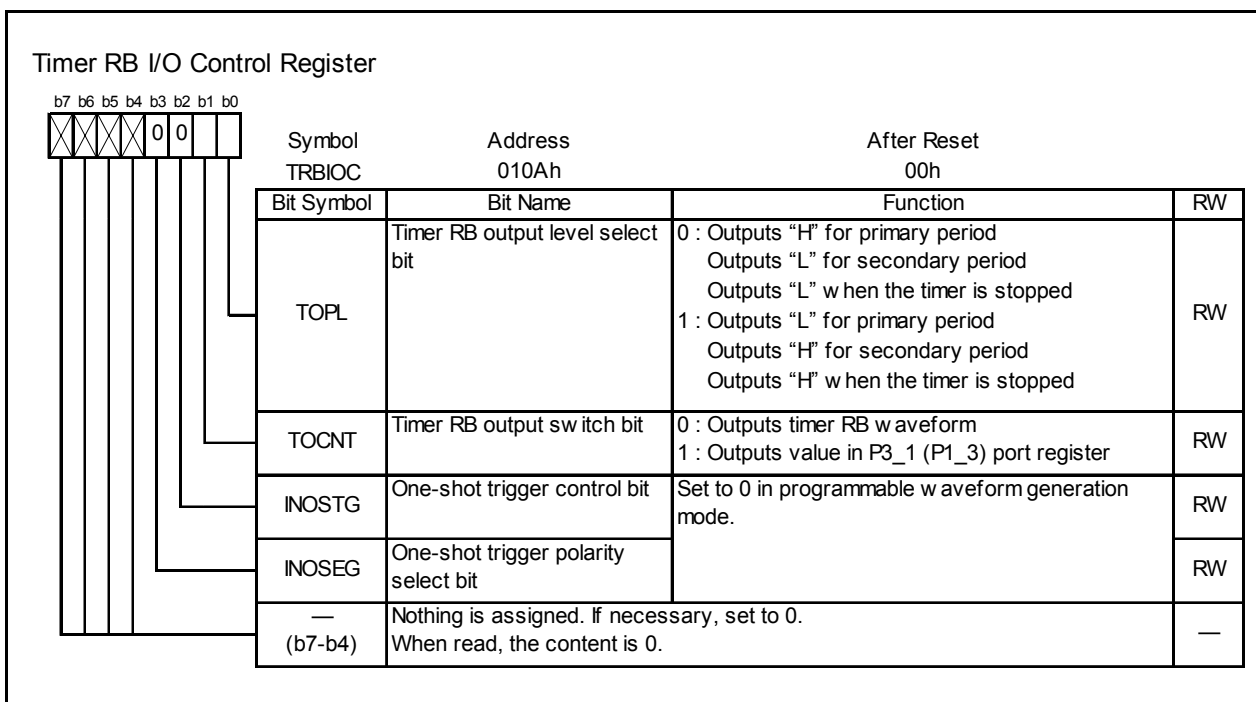 Timer RB I/O Control Register
b7 b6 b5 b4 b3 b2 b1 b0
0 0
Symbol Address After Reset
TRBIOC 010Ah 00h
Bit Symbol Bit Name Function RW
TOPL
Timer RB output level select
bit
0 : Outputs “H” for primary period
Outputs “L” for secondary period
Outputs “L” when the timer is stopped
1 : Outputs “L” for primary period
Outputs “H” for secondary period
Outputs “H” when the timer is stopped
RW
TOCNT
Timer RB output switch bit
0 : Outputs timer RB waveform
1 : Outputs value in P3_1 (P1_3) port register
RW
INOSTG
One-shot trigger control bit
Set to 0 in programmable waveform generation
mode.
RW
INOSEG
One-shot trigger polarity
select bit
RW
—
(b7-b4)
Nothing is assigned. If necessary, set to 0.
When read, the content is 0.
—